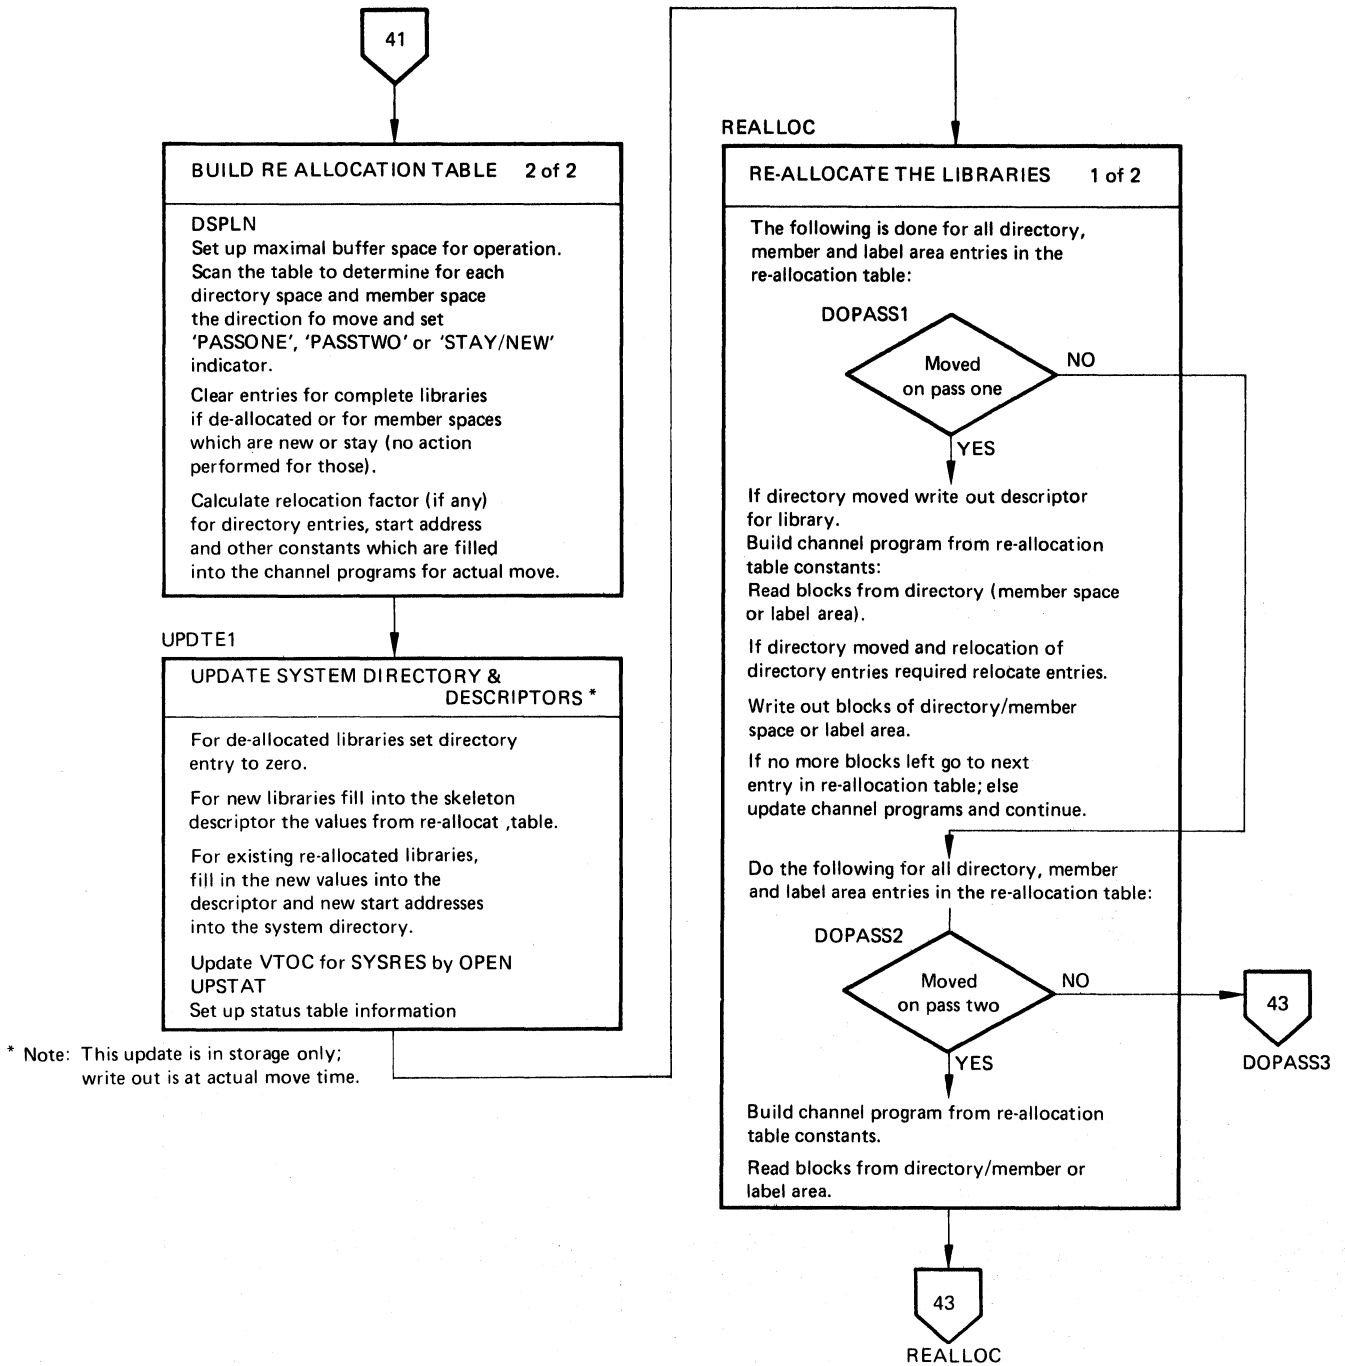 41
BUILD RE ALLOCATION TABLE 2 of 2
DSPLN
Set up maximal buffer space for operation.
Scan the table to determine for each
directory space and member space
the direction fo move and set
'PASSONE', 'PASSTWO' or 'STAY/NEW'
indicator.
Clear entries for complete libraries
if de-allocated or for member spaces
which are new or stay (no action
performed for those).
Calculate relocation factor (if any)
for directory entries, start address
and other constants which are filled
into the channel programs for actual move.
UPDTE1
UPDATE SYSTEM DIRECTORY &
DESCRIPTORS *
For de-allocated libraries set directory
entry to zero.
For new libraries fill into the skeleton
descriptor the values from re-allocat ,table.
For existing re-allocated libraries,
fill in the new values into the
descriptor and new start addresses
into the system directory.
Update VTOC for SYSRES by OPEN
UPSTAT
Set up status table information
* Note: This update is in storage only;
write out is at actual move time.
REALLOC
RE-ALLOCATE THE LIBRARIES 1 of 2
The following is done for all directory,
member and label area entries in the
re-allocation table:
DOPASS1
Moved
on pass one
NO
YES
If directory moved write out descriptor
for library.
Build channel program from re-allocation
table constants:
Read blocks from directory (member space
or label area).
If directory moved and relocation of
directory entries required relocate entries.
Write out blocks of directory/member
space or label area.
If no more blocks left go to next
entry in re-allocation table; else
update channel programs and continue.
Do the following for all directory, member
and label area entries in the re-allocation table:
DOPASS2
Moved
on pass two
NO
43
DOPASS3
YES
Build channel program from re-allocation
table constants.
Read blocks from directory/member or
label area.
43
REALLOC